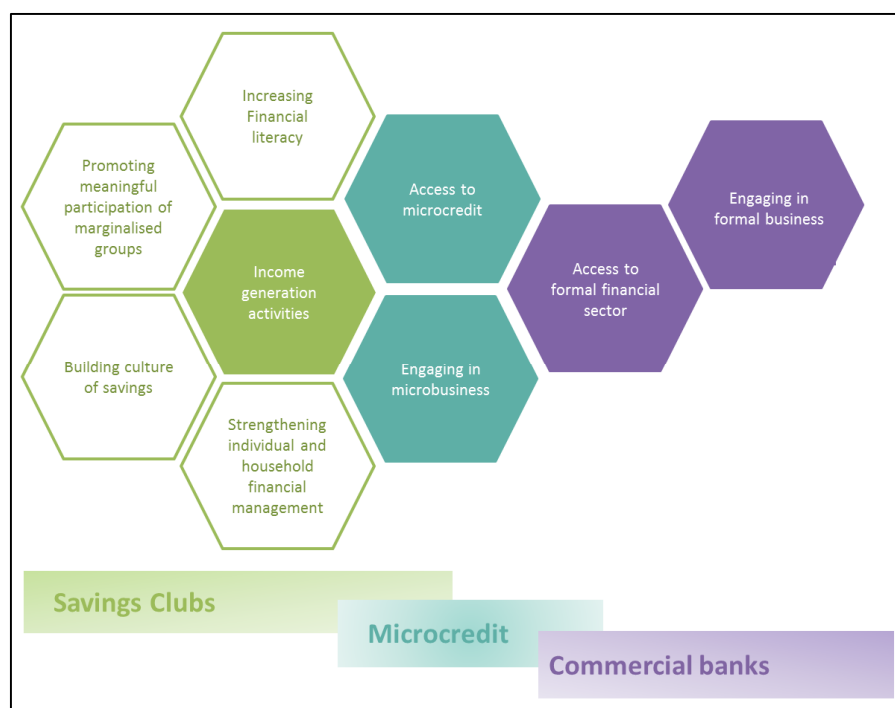 Increasing
Financial
literacy
Promoting
meaningful
participation of
marginalised
groups
Access to
microcredit
Engaging in
formal business
Income
generation
activities
Access to
formal financial
sector
Building culture
of savings
Engaging in
microbusiness
Strengthening
individual and
household
financial
management
Savings Clubs
Microcredit
Commercial banks